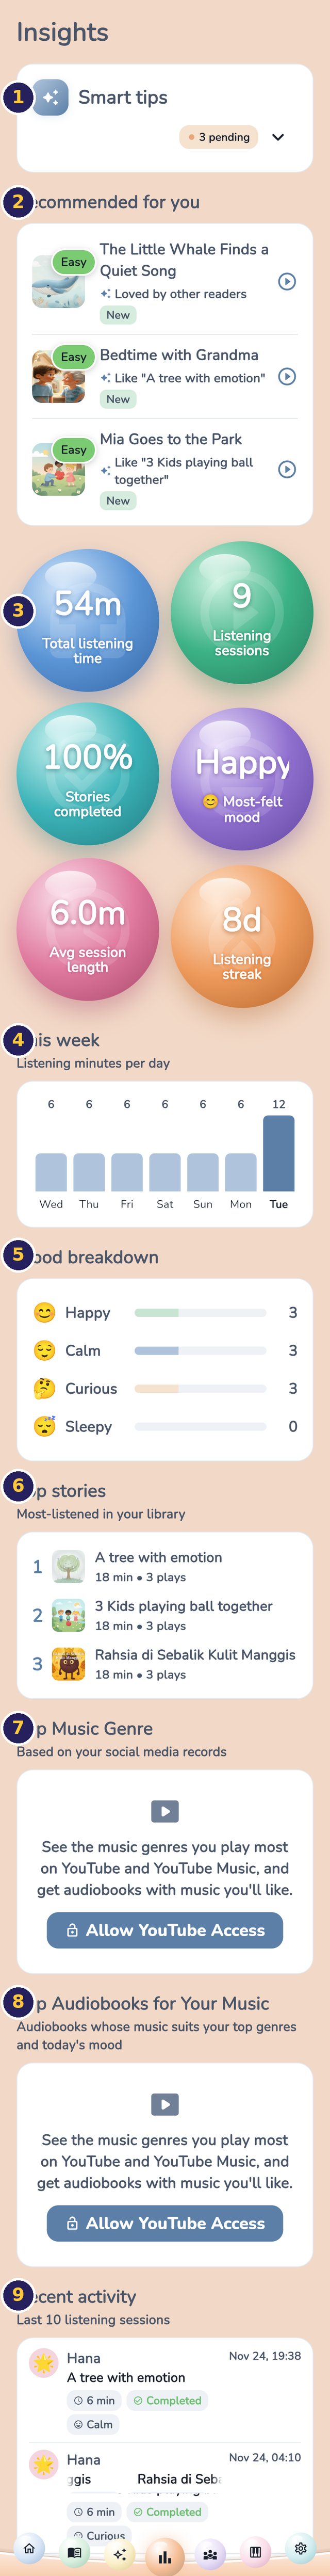 Insights
1
Smart tips
3 pending
2
ecommended for you
Easy
The Little Whale Finds a
Quiet Song
Loved by other readers
New
Easy
Bedtime with Grandma
Like "A tree with emotion"
New
Easy
Mia Goes to the Park
Like "3 Kids playing ball
together"
New
3
54m
Total listening
time
9
Listening
sessions
100%
Stories
completed
Happy
😊 Most-felt
mood
6.0m
Avg session
length
8d
Listening
streak
4
is week
Listening minutes per day
6 6 6 6 6 6 12
Wed Thu Fri Sat Sun Mon Tue
5
ood breakdown
😊 Happy 3
😌 Calm 3
🤔 Curious 3
😴 Sleepy 0
6
p stories
Most-listened in your library
1
A tree with emotion
18 min • 3 plays
2
3 Kids playing ball together
18 min • 3 plays
3
Rahsia di Sebalik Kulit Manggis
18 min • 3 plays
7
p Music Genre
Based on your social media records
See the music genres you play most
on YouTube and YouTube Music, and
get audiobooks with music you'll like.
Allow YouTube Access
8
p Audiobooks for Your Music
Audiobooks whose music suits your top genres
and today's mood
See the music genres you play most
on YouTube and YouTube Music, and
get audiobooks with music you'll like.
Allow YouTube Access
9
ecent activity
Last 10 listening sessions
Hana
Nov 24, 19:38
A tree with emotion
6 min
Completed
Calm
Hana
Nov 24, 04:10
ggis Rahsia di Seba
6 min
Completed
Curious